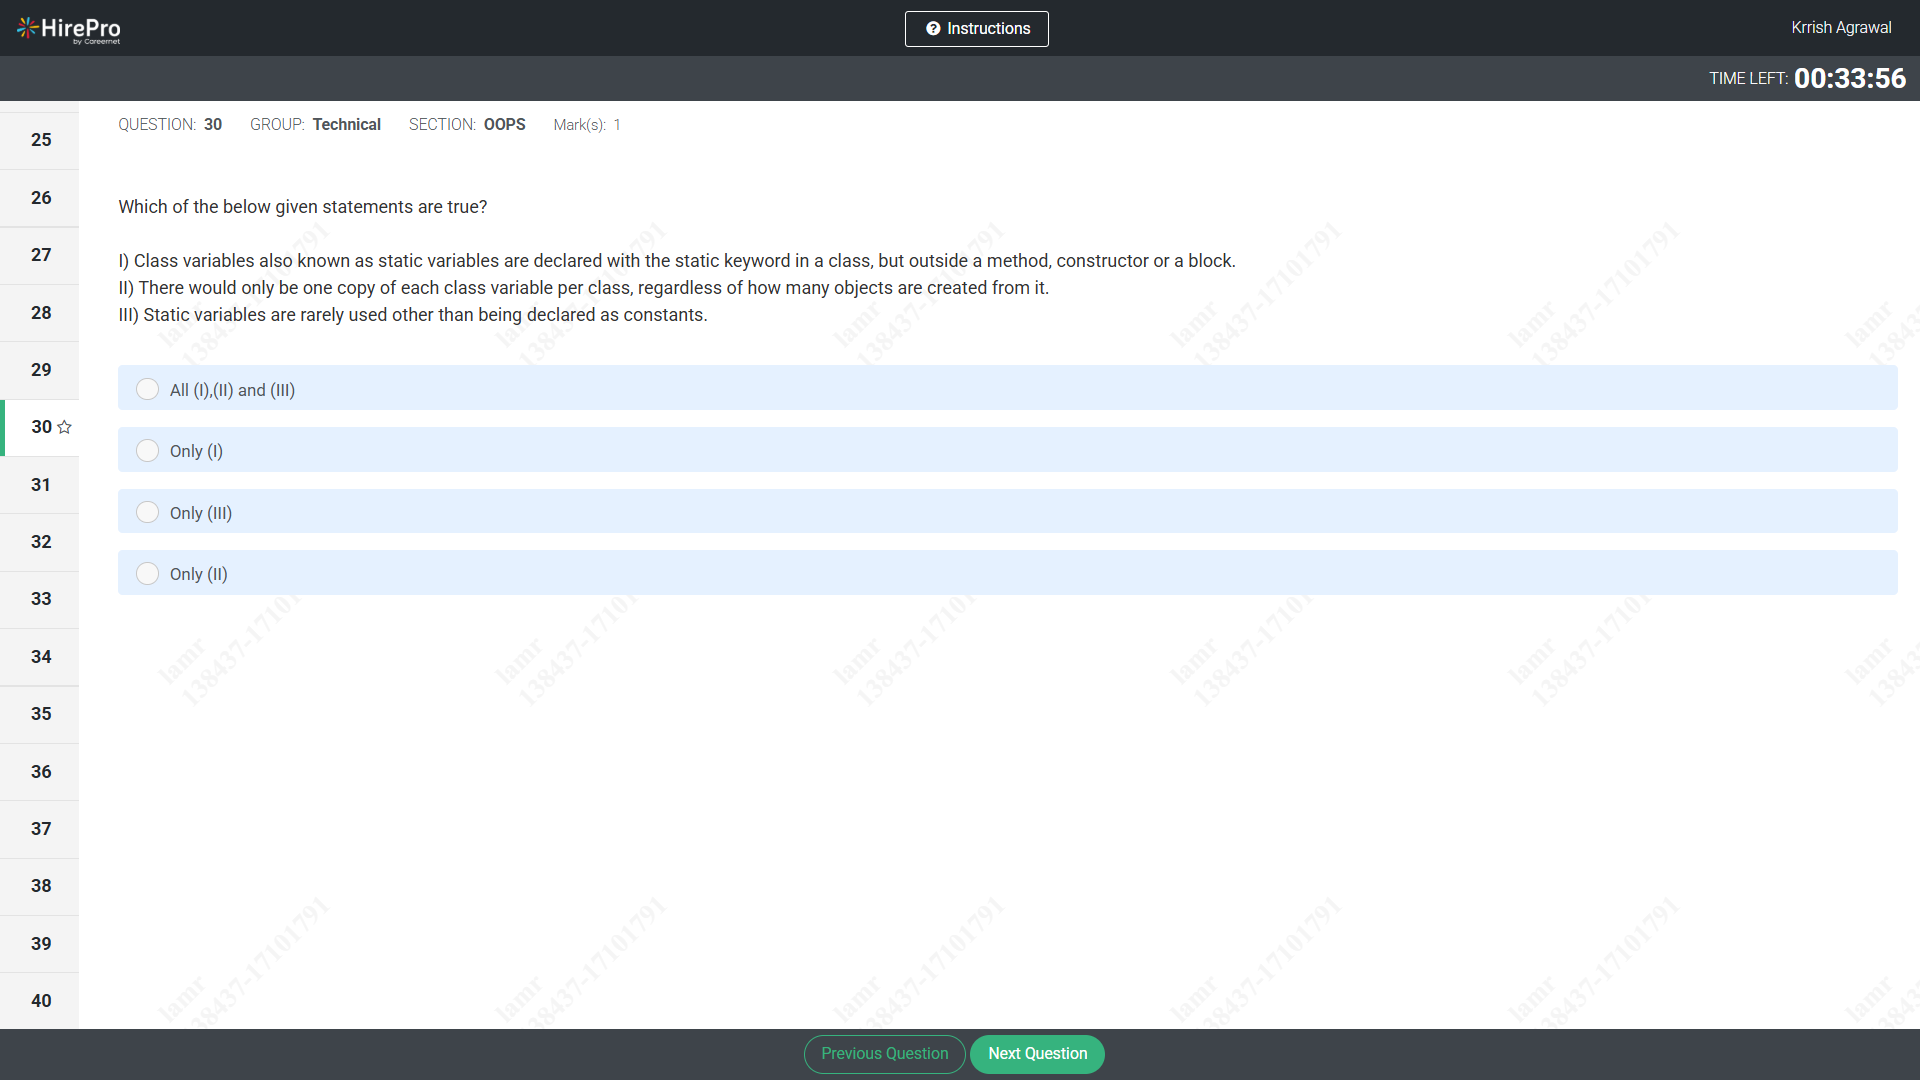 HirePro
by Careernet
Instructions
Krrish Agrawal
TIME LEFT: 00:33:56
QUESTION: 30 GROUP: Technical SECTION: OOPS Mark(s): 1
25
26
27
28
29
30
31
32
33
34
35
36
37
38
39
40
Which of the below given statements are true?
I) Class variables also known as static variables are declared with the static keyword in a class, but outside a method, constructor or a block.
II) There would only be one copy of each class variable per class, regardless of how many objects are created from it.
III) Static variables are rarely used other than being declared as constants.
All (I),(II) and (III)
Only (I)
Only (III)
Only (II)
lamr
138437-17101791
Previous Question
Next Question